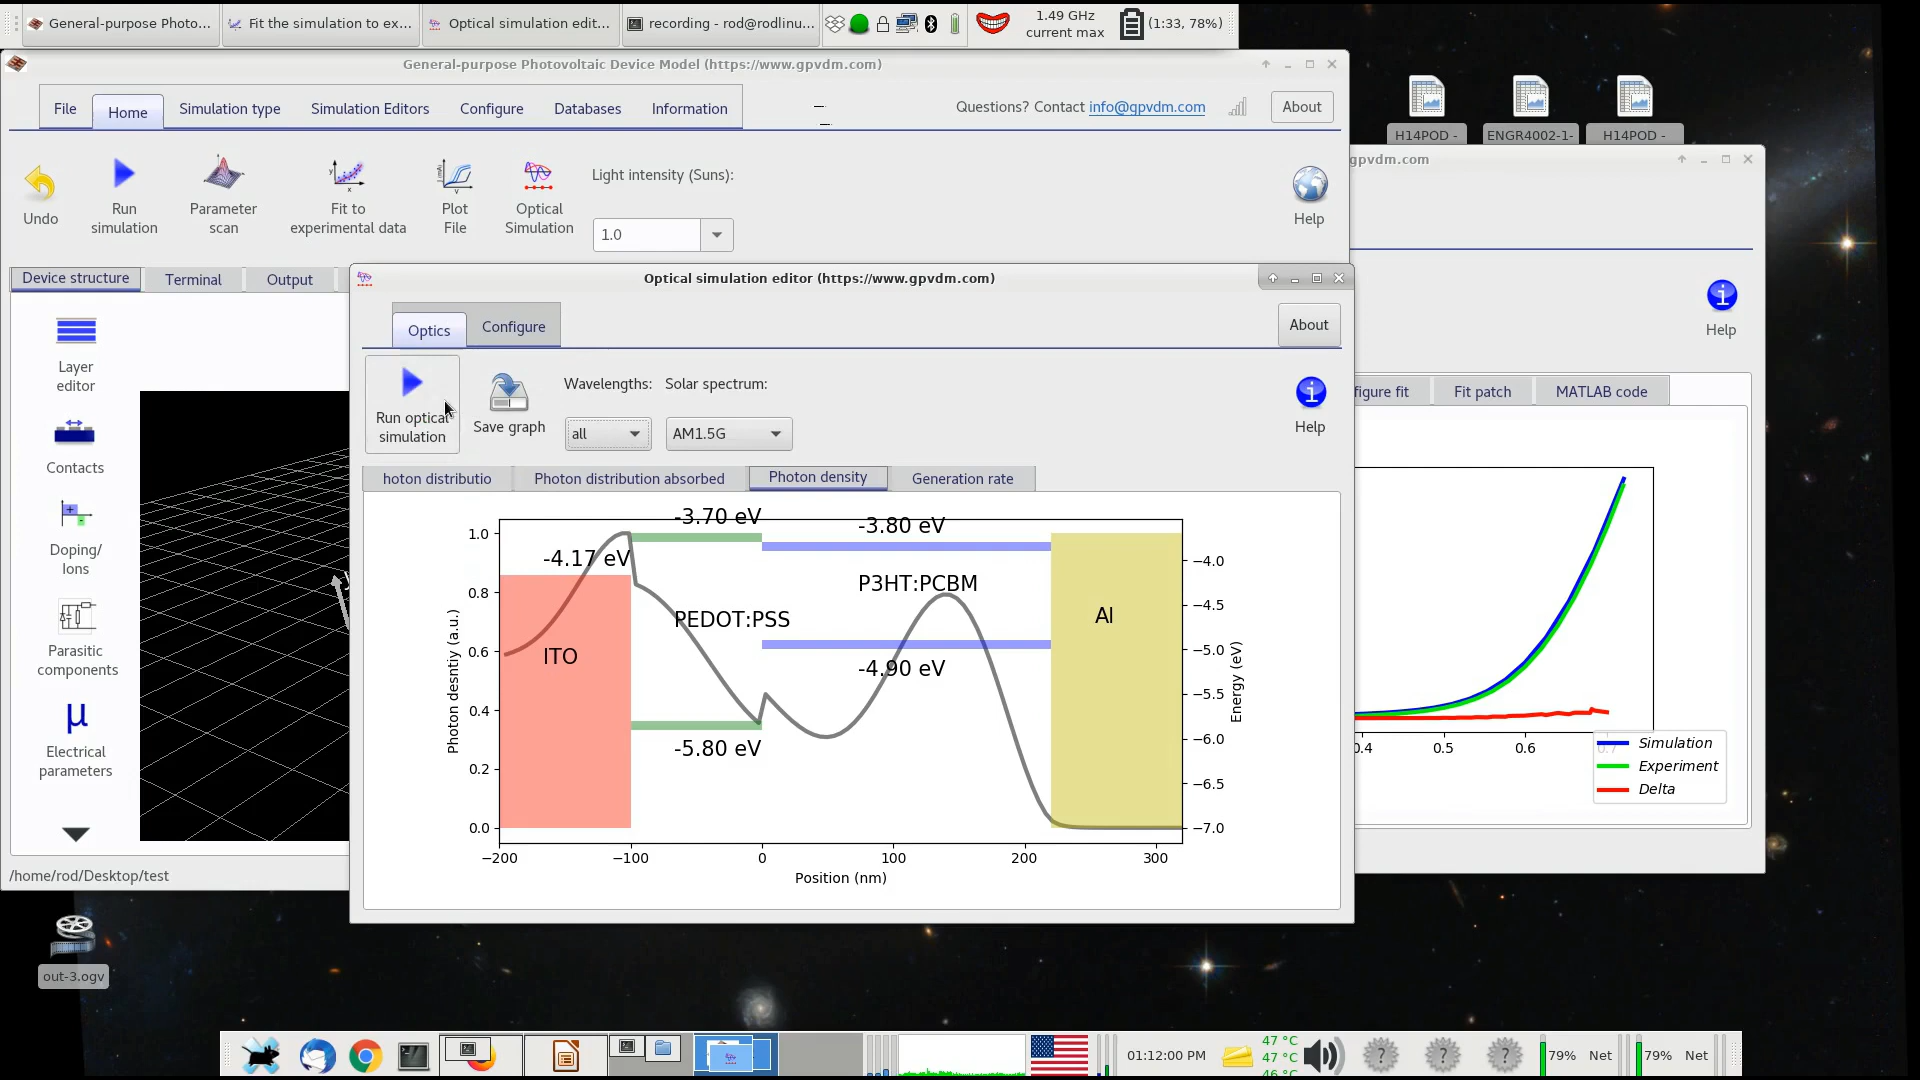 General-purpose Photo...
Fit the simulation to ex...
Optical simulation edit...
recording - rod@rodlinu...
1.49 GHz
current max
(1:33, 78%)
General-purpose Photovoltaic Device Model (https://www.gpvdm.com)
File
Home
Simulation type
Simulation Editors
Configure
Databases
Information
Questions? Contact info@gpvdm.com
About
H14POD -
ENGR4002-1-
H14POD -
gpvdm.com
Undo
Run
simulation
Parameter
scan
Fit to
experimental data
Plot
File
Optical
Simulation
Light intensity (Suns):
1.0
Help
Device structure
Terminal
Output
Optical simulation editor (https://www.gpvdm.com)
Optics
Configure
About
Help
Layer
editor
Contacts
Doping/
Ions
Parasitic
components
μ
Electrical
parameters
Run optical
simulation
Save graph
Wavelengths:
all
Solar spectrum:
AM1.5G
Help
figure fit
Fit patch
MATLAB code
hoton distributio
Photon distribution absorbed
Photon density
Generation rate
Photon desntiy (a.u.)
1.0
0.8
0.6
0.4
0.2
0.0
-3.70 eV
-3.80 eV
-4.17 eV
P3HT:PCBM
PEDOT:PSS
Al
ITO
-4.90 eV
-5.80 eV
−4.0
−4.5
−5.0
−5.5
−6.0
−6.5
−7.0
Energy (eV)
−200
−100
0
100
200
300
Position (nm)
0.4
0.5
0.6
0.7
Simulation
Experiment
Delta
/home/rod/Desktop/test
out-3.ogv
01:12:00 PM
47 °C
47 °C
46 °C
79%
Net
79%
Net